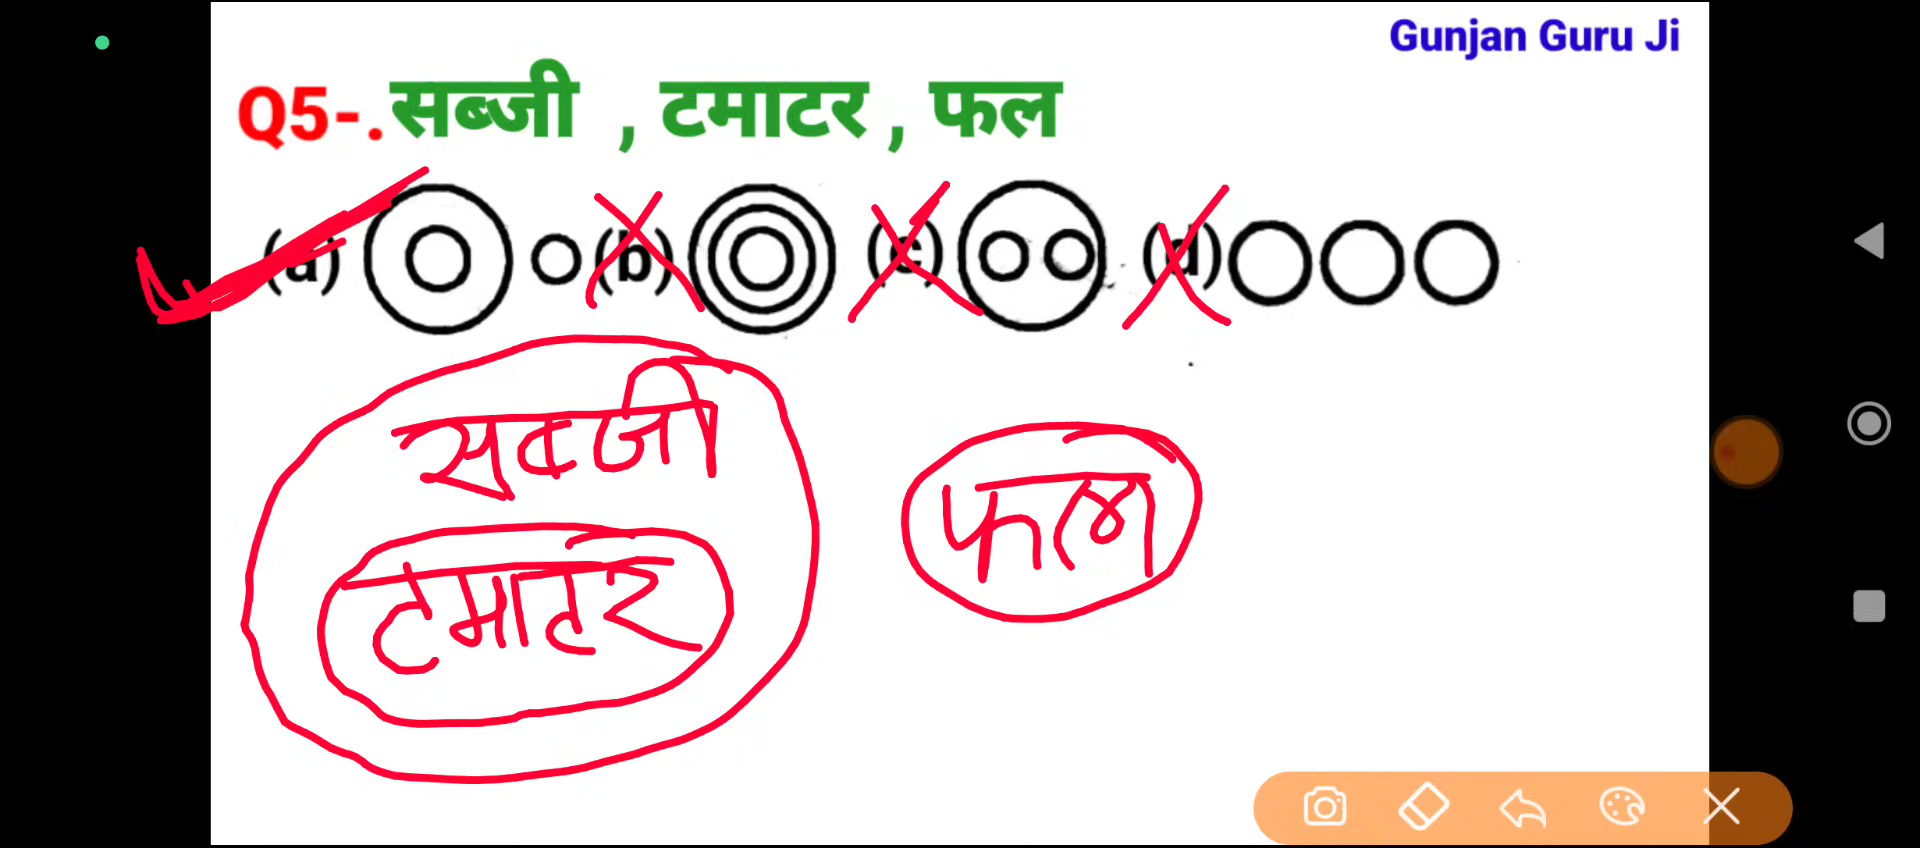 Gunjan Guru Ji
Q5-. सब्जी , टमाटर , फल
(a) (b) (c) (d)
सब्जी
टमाटर
फल